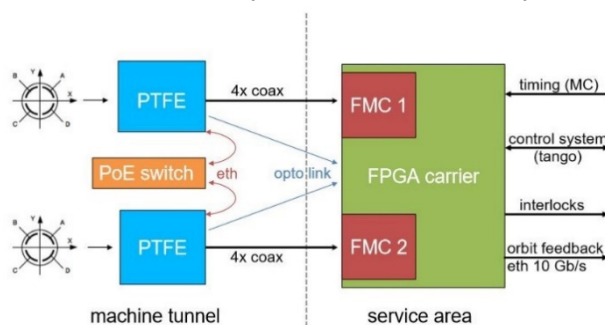 Y
B
A
X
C
D
PTFE
4x coax
FMC 1
timing (MC)
control system
(tango)
PoE switch
eth
opto link
FPGA carrier
interlocks
Y
B
A
X
C
D
PTFE
4x coax
FMC 2
orbit feedback
eth 10 Gb/s
machine tunnel
service area